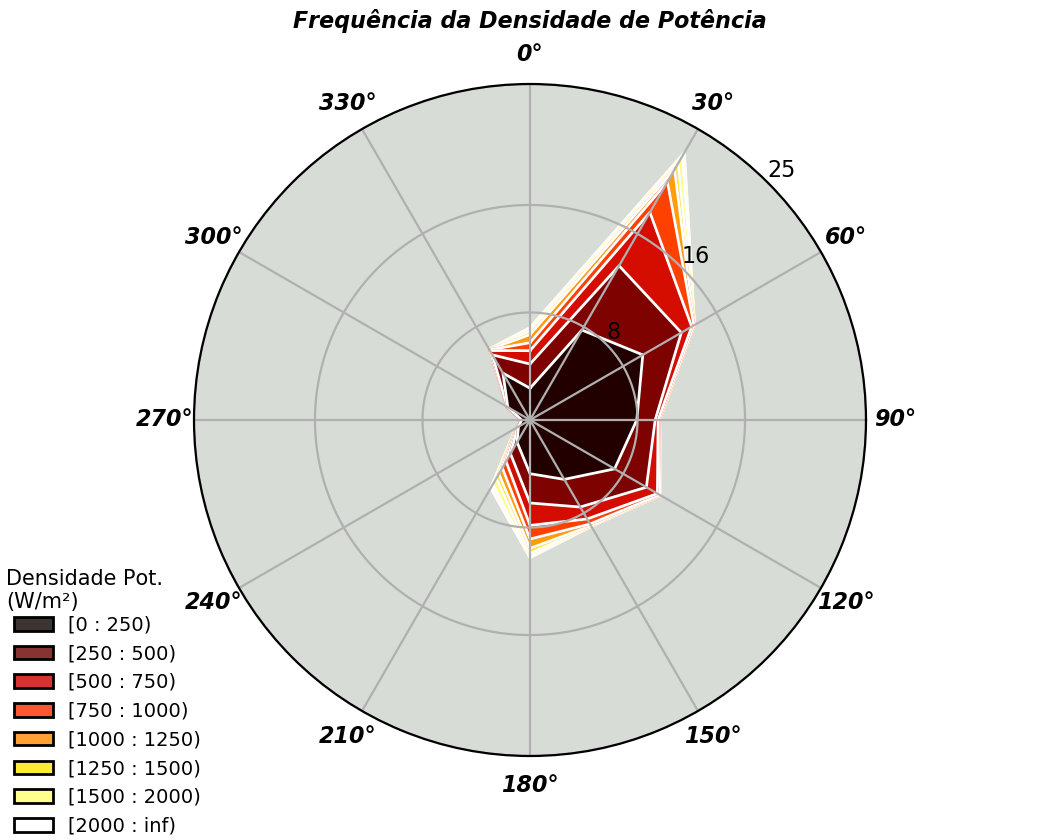 Frequência da Densidade de Potência
0°
330°
30°
25
300°
60°
16
8
270°
90°
240°
120°
210°
150°
180°
Densidade Pot.
(W/m²)
[0 : 250)
[250 : 500)
[500 : 750)
[750 : 1000)
[1000 : 1250)
[1250 : 1500)
[1500 : 2000)
[2000 : inf)